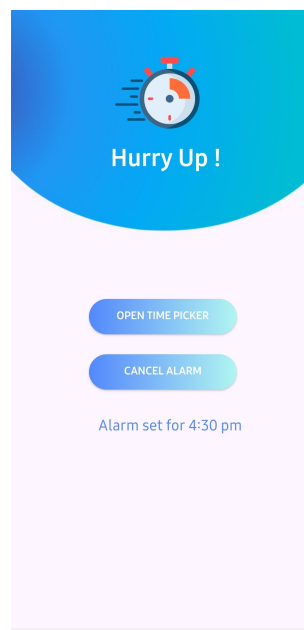 Hurry Up !
OPEN TIME PICKER
CANCEL ALARM
Alarm set for 4:30 pm